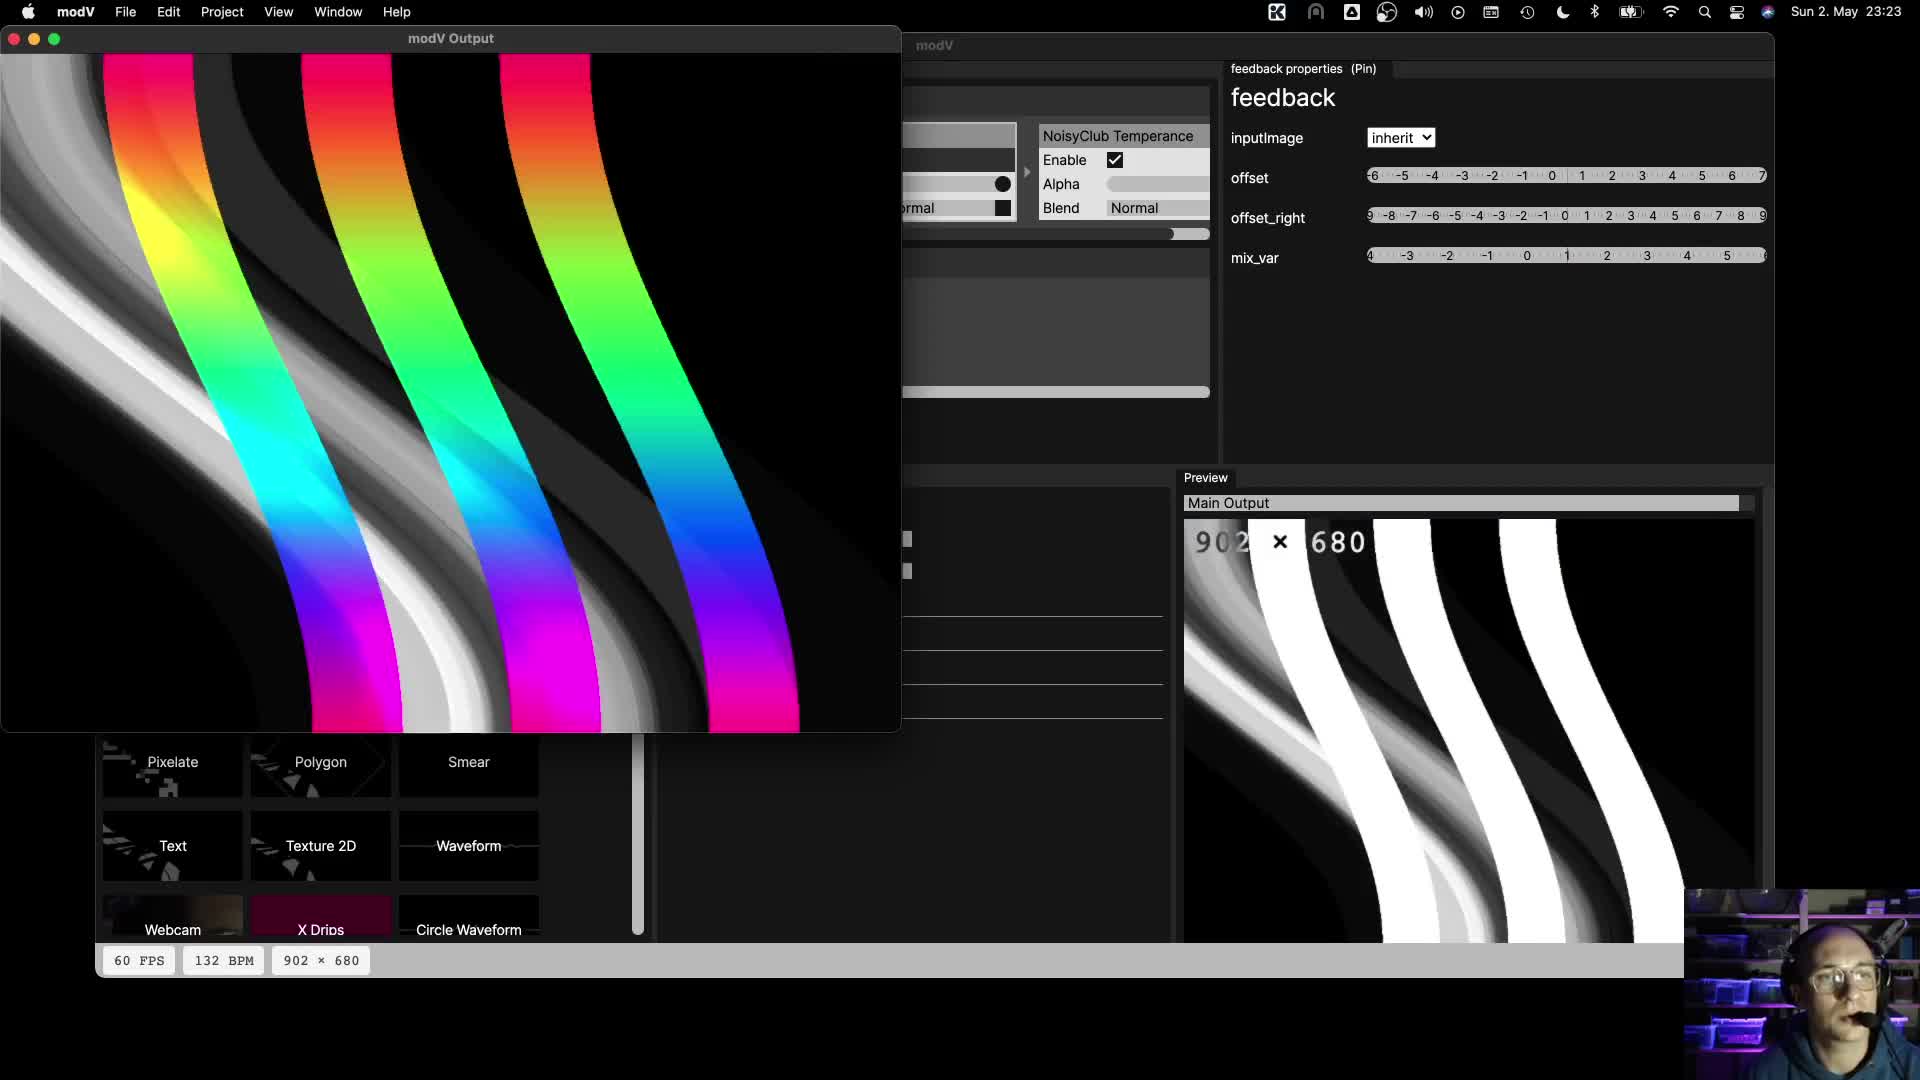 modV File Edit Project View Window Help Sun 2. May 23:23
modV Output
modV
feedback properties (Pin)
feedback
inputImage inherit
offset -6 -5 -4 -3 -2 -1 0 1 2 3 4 5 6 7
offset_right 9 -8 -7 -6 -5 -4 -3 -2 -1 0 1 2 3 4 5 6 7 8 9
mix_var 4 -3 -2 -1 0 1 2 3 4 5
NoisyClub Temperance
Enable
Alpha
ormal
Blend Normal
Preview
Main Output
902 × 680
Pixelate Polygon Smear
Text Texture 2D Waveform
Webcam X Drips Circle Waveform
60 FPS 132 BPM 902 × 680